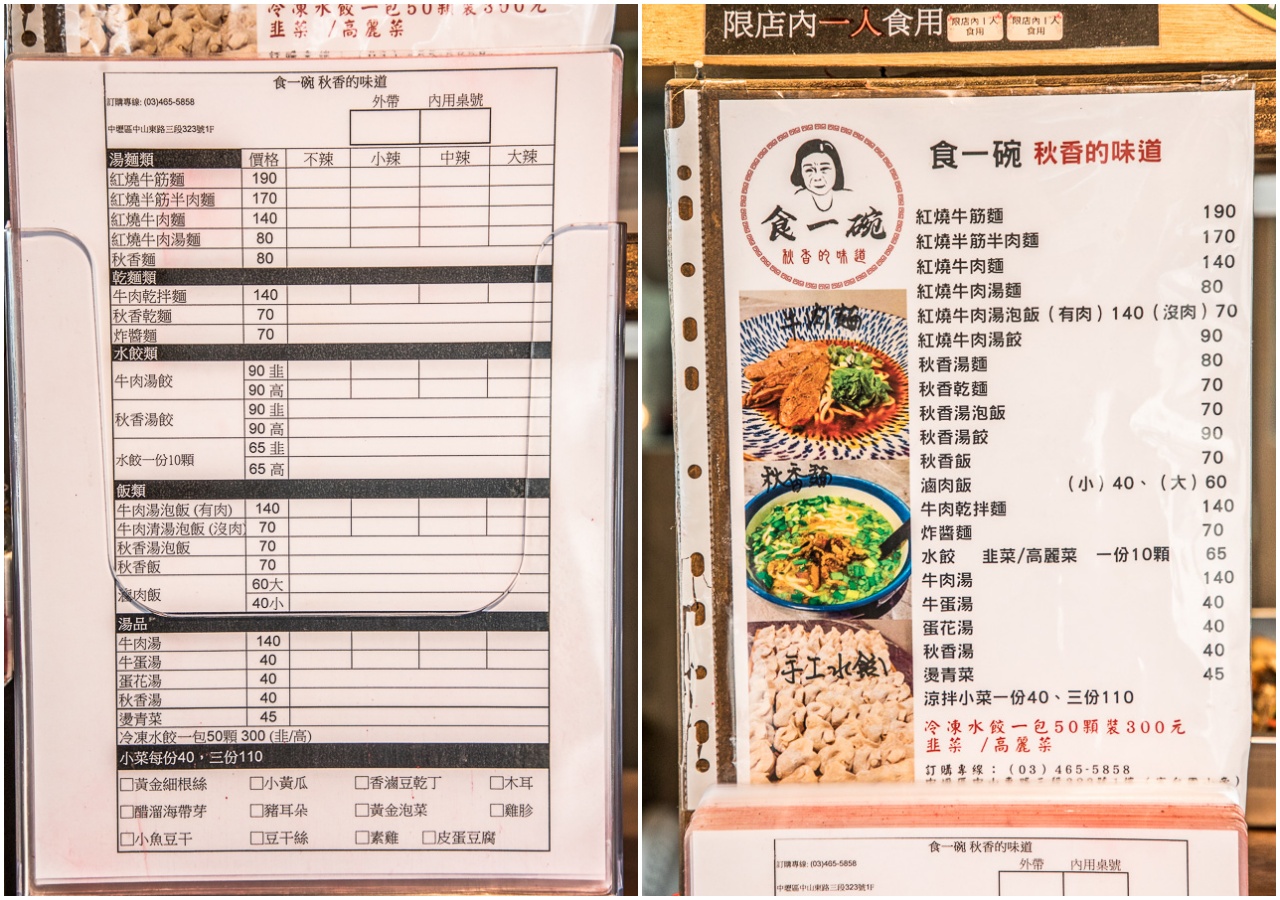 冷凍水餃一包50顆裝300元
韭菜 /高麗菜
食一碗 秋香的味道
訂購專線: (03)465-5858
外帶 內用桌號
中壢區中山東路三段323號1F
湯麵類 價格 不辣 小辣 中辣 大辣
紅燒牛筋麵 190
紅燒半筋半肉麵 170
紅燒牛肉麵 140
紅燒牛肉湯麵 80
秋香麵 80
乾麵類
牛肉乾拌麵 140
秋香乾麵 70
炸醬麵 70
水餃類
牛肉湯餃 90 韭
90 高
秋香湯餃 90 韭
90 高
水餃一份10顆 65 韭
65 高
飯類
牛肉湯泡飯 (有肉) 140
牛肉清湯泡飯 (沒肉) 70
秋香湯泡飯 70
秋香飯 70
滷肉飯 60大
40小
湯品
牛肉湯 140
牛蛋湯 40
蛋花湯 40
秋香湯 40
燙青菜 45
冷凍水餃一包50顆 300 (韭/高)
小菜每份40，三份110
□黃金細根絲 □小黃瓜 □香滷豆乾丁 □木耳
□醋溜海帶芽 □豬耳朵 □黃金泡菜 □雞胗
□小魚豆干 □豆干絲 □素雞 □皮蛋豆腐
限店內一人食用
限店內1人
食用
限店內1人
食用
食一碗
秋香的味道
食一碗 秋香的味道
紅燒牛筋麵 190
紅燒半筋半肉麵 170
紅燒牛肉麵 140
紅燒牛肉湯麵 80
紅燒牛肉湯泡飯（有肉）140（沒肉）70
紅燒牛肉湯餃 90
秋香湯麵 80
秋香乾麵 70
秋香湯泡飯 70
秋香湯餃 90
秋香飯 70
滷肉飯 （小）40、（大）60
牛肉乾拌麵 140
炸醬麵 70
水餃 韭菜/高麗菜 一份10顆 65
牛肉湯 140
牛蛋湯 40
蛋花湯 40
秋香湯 40
燙青菜 45
涼拌小菜一份40、三份110
冷凍水餃一包50顆裝300元
韭菜 /高麗菜
訂購專線：（03）465-5858
牛肉麵
秋香麵
手工水餃
食一碗 秋香的味道
訂購專線: (03)465-5858
外帶 內用桌號
中壢區中山東路三段323號1F